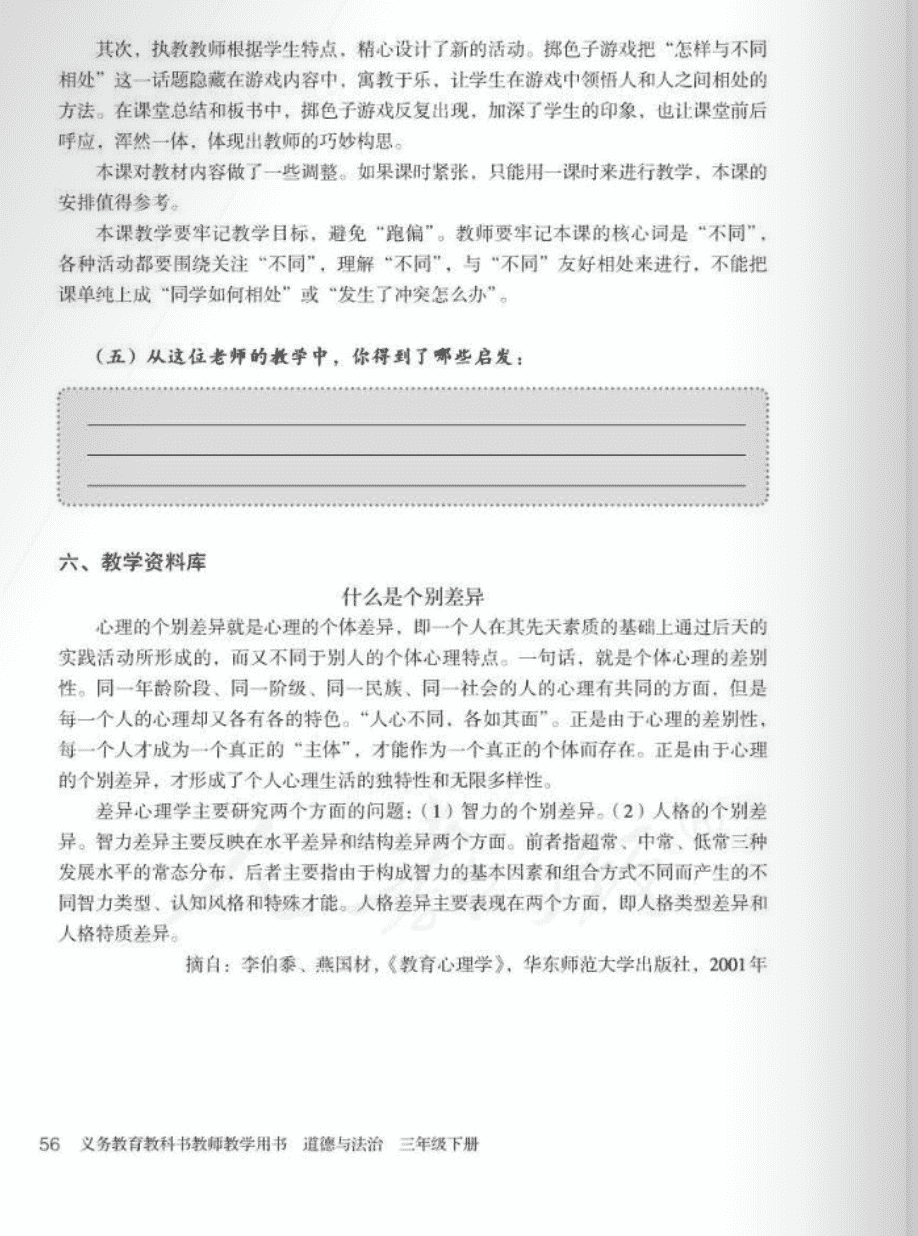 其次，执教教师根据学生特点，精心设计了新的活动。掷色子游戏把“怎样与不同
相处”这一话题隐藏在游戏内容中，寓教于乐，让学生在游戏中领悟人和人之间相处的
方法。在课堂总结和板书中，掷色子游戏反复出现，加深了学生的印象，也让课堂前后
呼应，浑然一体，体现出教师的巧妙构思。
本课对教材内容做了一些调整。如果课时紧张，只能用一课时来进行教学，本课的
安排值得参考。
本课教学要牢记教学目标，避免“跑偏”。教师要牢记本课的核心词是“不同”，
各种活动都要围绕关注“不同”，理解“不同”，与“不同”友好相处来进行，不能把
课单纯上成“同学如何相处”或“发生了冲突怎么办”。
（五）从这位老师的教学中，你得到了哪些启发：
六、教学资料库
什么是个别差异
心理的个别差异就是心理的个体差异，即一个人在其先天素质的基础上通过后天的
实践活动所形成的，而又不同于别人的个体心理特点。一句话，就是个体心理的差别
性。同一年龄阶段、同一阶级、同一民族、同一社会的人的心理有共同的方面，但是
每一个人的心理却又各有各的特色。“人心不同，各如其面”。正是由于心理的差别性，
每一个人才成为一个真正的“主体”，才能作为一个真正的个体而存在。正是由于心理
的个别差异，才形成了个人心理生活的独特性和无限多样性。
差异心理学主要研究两个方面的问题：（1）智力的个别差异。（2）人格的个别差
异。智力差异主要反映在水平差异和结构差异两个方面。前者指超常、中常、低常三种
发展水平的常态分布，后者主要指由于构成智力的基本因素和组合方式不同而产生的不
同智力类型、认知风格和特殊才能。人格差异主要表现在两个方面，即人格类型差异和
人格特质差异。
摘自：李伯黍、燕国材，《教育心理学》，华东师范大学出版社，2001年
56 义务教育教科书教师教学用书 道德与法治 三年级下册